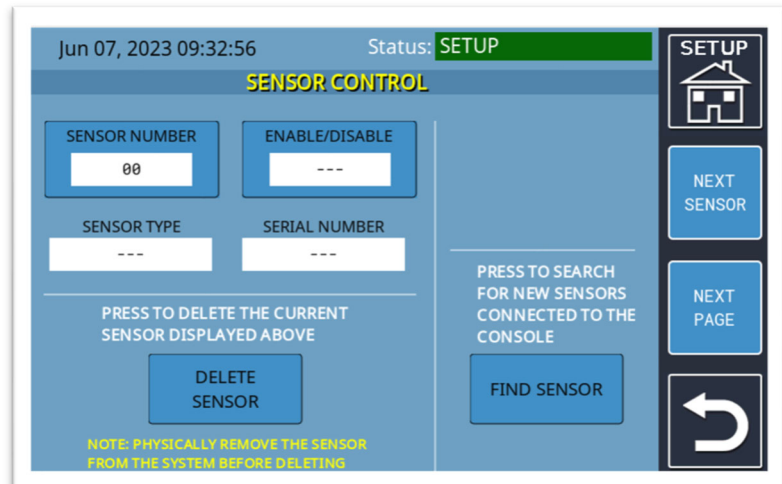 Jun 07, 2023 09:32:56 Status: SETUP
SENSOR CONTROL
SENSOR NUMBER
00
ENABLE/DISABLE
---
SENSOR TYPE
---
SERIAL NUMBER
---
PRESS TO DELETE THE CURRENT
SENSOR DISPLAYED ABOVE
DELETE
SENSOR
NOTE: PHYSICALLY REMOVE THE SENSOR
FROM THE SYSTEM BEFORE DELETING
PRESS TO SEARCH
FOR NEW SENSORS
CONNECTED TO THE
CONSOLE
FIND SENSOR
SETUP
NEXT
SENSOR
NEXT
PAGE